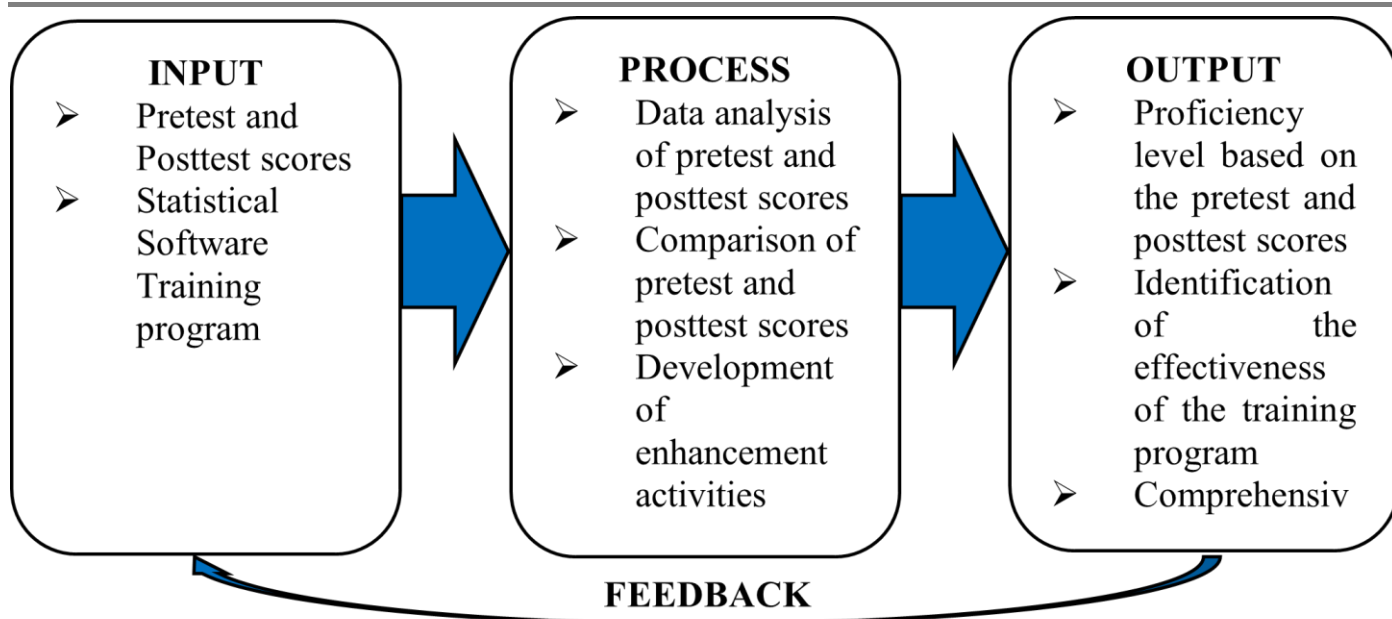 INPUT
➢ Pretest and
Posttest scores
➢ Statistical
Software
Training
program
PROCESS
➢ Data analysis
of pretest and
posttest scores
➢ Comparison of
pretest and
posttest scores
➢ Development
of
enhancement
activities
OUTPUT
➢ Proficiency
level based on
the pretest and
posttest scores
➢ Identification
of the
effectiveness
of the training
program
➢ Comprehensiv
FEEDBACK